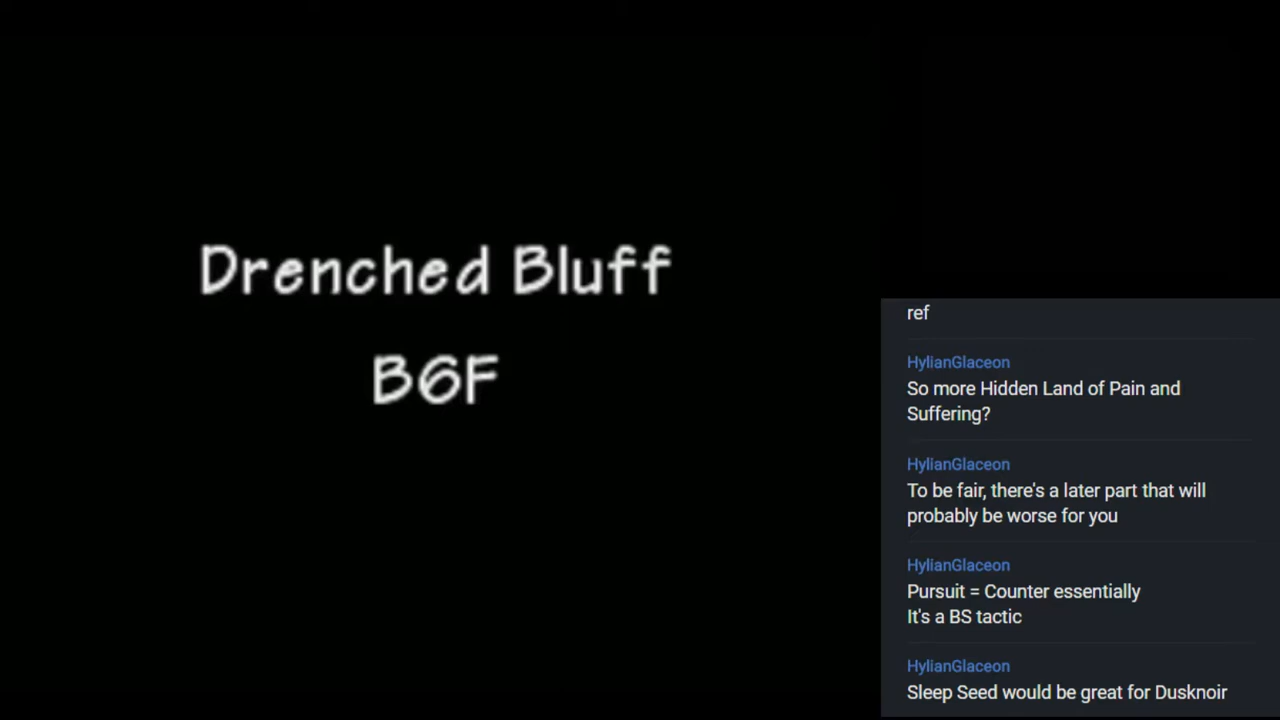 Drenched Bluff
B6F
ref
HylianGlaceon
So more Hidden Land of Pain and
Suffering?
HylianGlaceon
To be fair, there's a later part that will
probably be worse for you
HylianGlaceon
Pursuit = Counter essentially
It's a BS tactic
HylianGlaceon
Sleep Seed would be great for Dusknoir